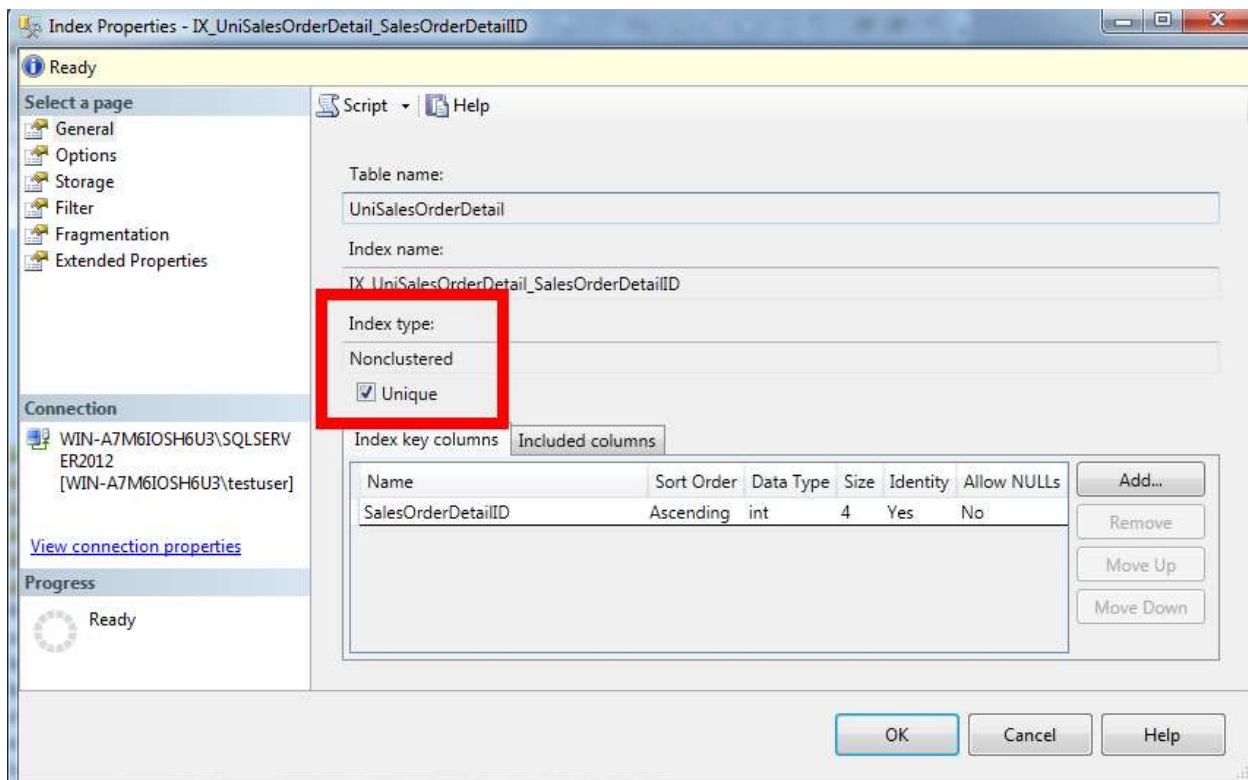 Index Properties - IX_UniSalesOrderDetail_SalesOrderDetailID
Ready
Select a page
General
Options
Storage
Filter
Fragmentation
Extended Properties
Connection
WIN-A7M6IOSH6U3\SQLSERV
ER2012
[WIN-A7M6IOSH6U3\testuser]
View connection properties
Progress
Ready
Script Help
Table name:
UniSalesOrderDetail
Index name:
IX_UniSalesOrderDetail_SalesOrderDetailID
Index type:
Nonclustered
Unique
Index key columns Included columns
Name Sort Order Data Type Size Identity Allow NULLs
SalesOrderDetailID Ascending int 4 Yes No
Add...
Remove
Move Up
Move Down
OK Cancel Help